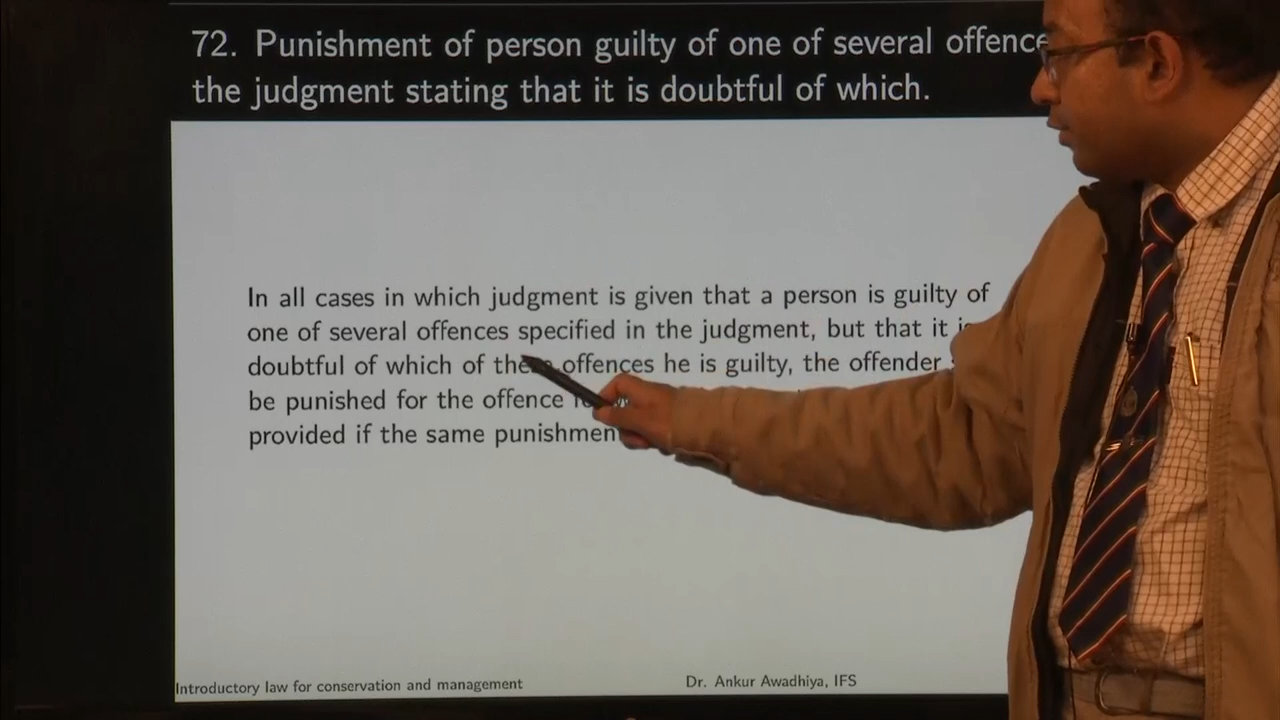 72. Punishment of person guilty of one of several offence
the judgment stating that it is doubtful of which.
In all cases in which judgment is given that a person is guilty of
one of several offences specified in the judgment, but that it
doubtful of which of offences he is guilty, the offender
be punished for the offence
provided if the same
Introductory law for conservation and management
Dr. Ankur Awadhiya, IFS